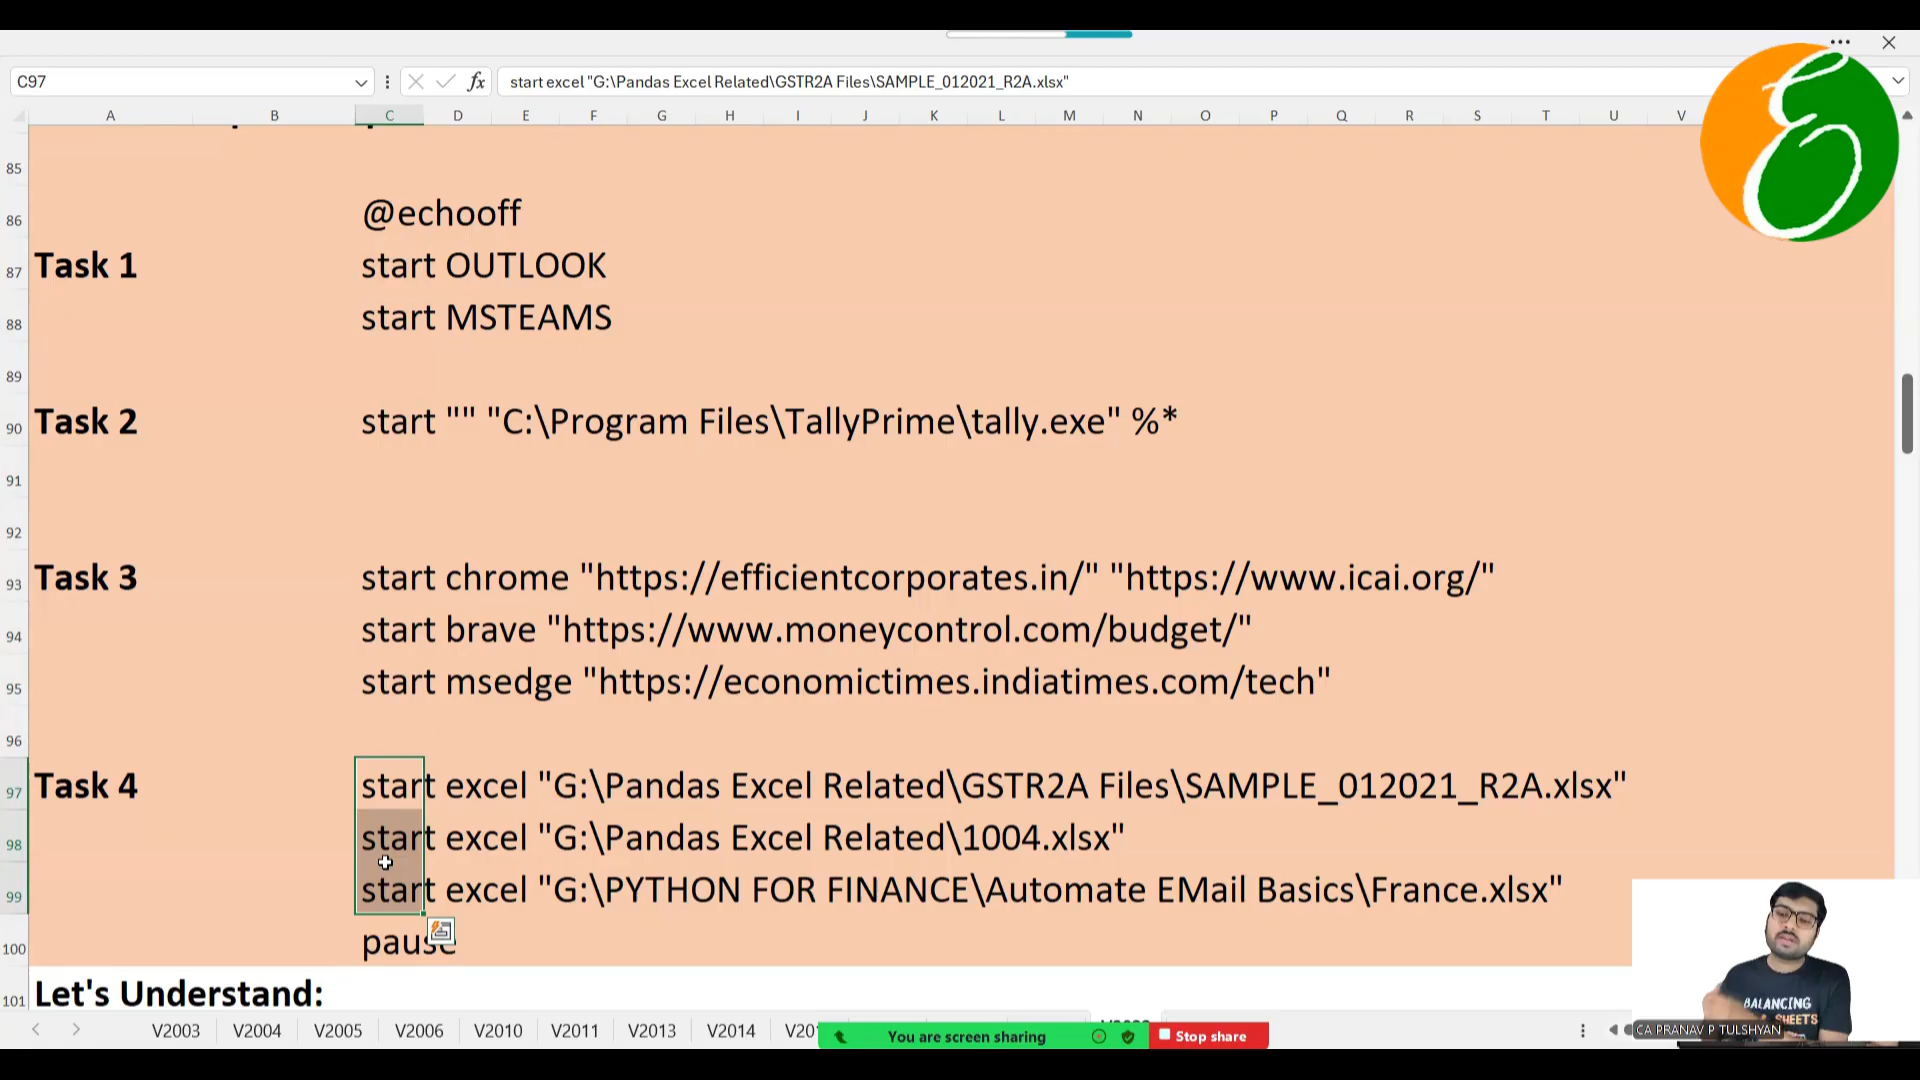 C97
fx
start excel "G:\Pandas Excel Related\GSTR2A Files\SAMPLE_012021_R2A.xlsx"
A B C D E F G H I J K L M N O P Q R S T U V
85
86 @echooff
87 Task 1 start OUTLOOK
88 start MSTEAMS
89
90 Task 2 start "" "C:\Program Files\TallyPrime\tally.exe" %*
91
92
93 Task 3 start chrome "https://efficientcorporates.in/" "https://www.icai.org/"
94 start brave "https://www.moneycontrol.com/budget/"
95 start msedge "https://economictimes.indiatimes.com/tech"
96
97 Task 4 start excel "G:\Pandas Excel Related\GSTR2A Files\SAMPLE_012021_R2A.xlsx"
98 start excel "G:\Pandas Excel Related\1004.xlsx"
99 start excel "G:\PYTHON FOR FINANCE\Automate EMail Basics\France.xlsx"
100 pause
101 Let's Understand:
BALANCING
SHEETS
CA PRANAV P TULSHYAN
V2003 V2004 V2005 V2006 V2010 V2011 V2013 V2014
You are screen sharing
Stop share